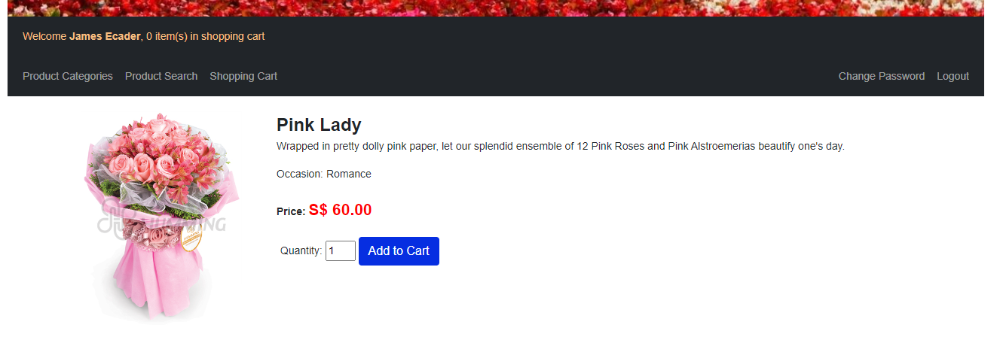 Welcome James Ecader, 0 item(s) in shopping cart
Product Categories Product Search Shopping Cart Change Password Logout
Pink Lady
Wrapped in pretty dolly pink paper, let our splendid ensemble of 12 Pink Roses and Pink Alstroemerias beautify one's day.
Occasion: Romance
Price: S$ 60.00
Quantity: 1 Add to Cart